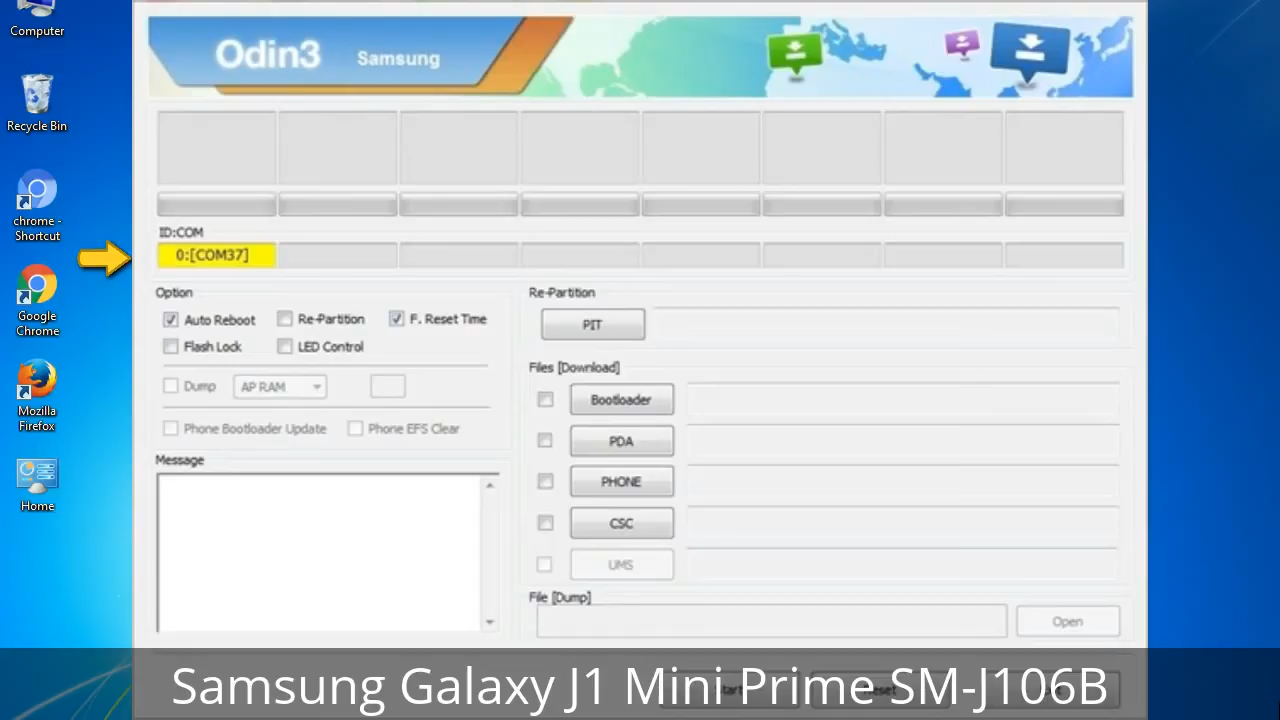 Computer
Recycle Bin
chrome -
Shortcut
Google
Chrome
Mozilla
Firefox
Home
Odin3 Samsung
ID:COM
0:[COM37]
Option
Auto Reboot Re-Partition F. Reset Time
Flash Lock LED Control
Dump AP RAM
Phone Bootloader Update Phone EFS Clear
Message
Re-Partition
PIT
Files [Download]
Bootloader
PDA
PHONE
CSC
UMS
File [Dump]
Open
Samsung Galaxy J1 Mini Prime SM-J106B